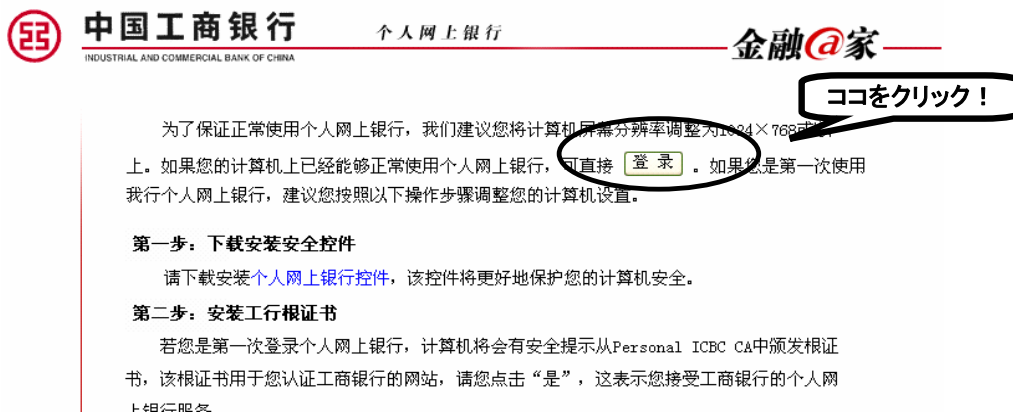 中国工商银行
INDUSTRIAL AND COMMERCIAL BANK OF CHINA
个人网上银行
金融@家
ココをクリック！
为了保证正常使用个人网上银行，我们建议您将计算机屏幕分辨率调整为1024×768或以
上。如果您的计算机上已经能够正常使用个人网上银行，可直接 登 录 。如果您是第一次使用
我行个人网上银行，建议您按照以下操作步骤调整您的计算机设置。
第一步：下载安装安全控件
请下载安装个人网上银行控件，该控件将更好地保护您的计算机安全。
第二步：安装工行根证书
若您是第一次登录个人网上银行，计算机将会有安全提示从Personal ICBC CA中颁发根证
书，该根证书用于您认证工商银行的网站，请您点击“是”，这表示您接受工商银行的个人网
上银行服务。